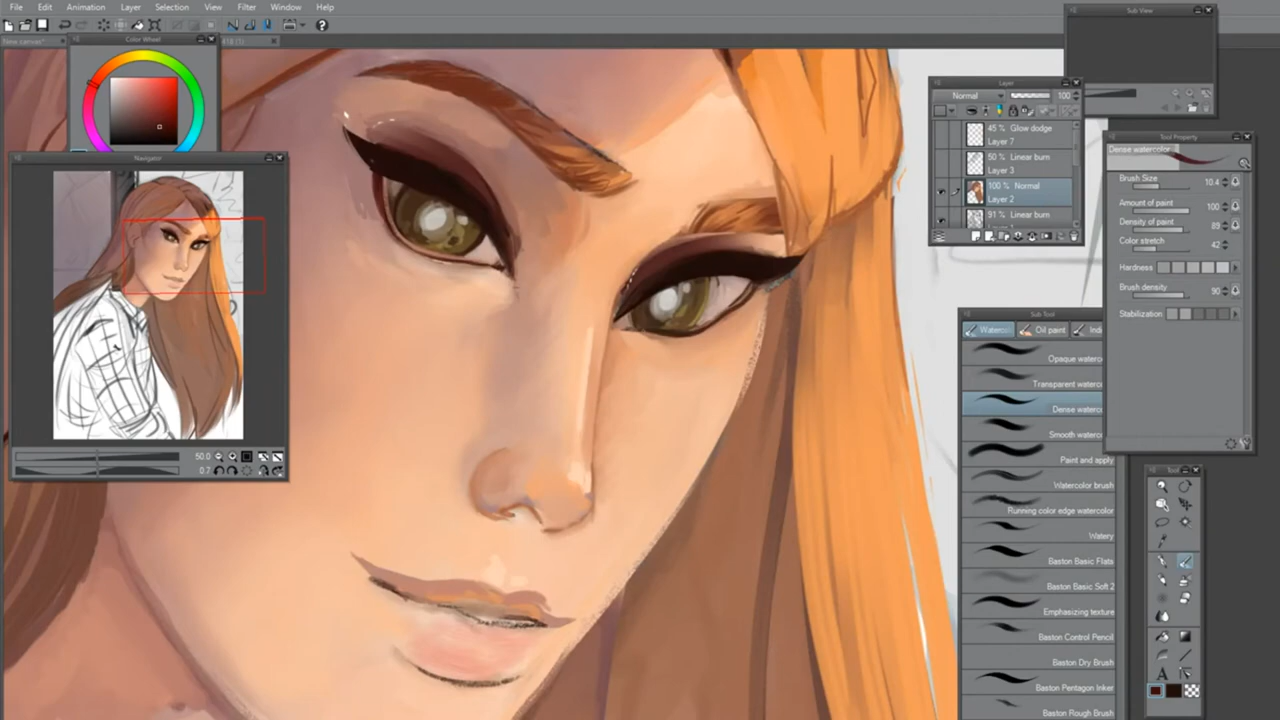 File Edit Animation Layer Selection View Filter Window Help
New canvas*
Color Wheel
Sub View
Navigator
50.0
0.7
Layer
Normal 100
45 % Glow dodge
Layer 7
50 % Linear burn
Layer 3
100 % Normal
Layer 2
91 % Linear burn
Tool Property
Dense watercolor
Brush Size 10.4
Amount of paint 100
Density of paint 89
Color stretch 42
Hardness
Brush density 90
Stabilization
Sub Tool
Waterco Oil paint Indi
Opaque waterc
Transparent waterco
Dense waterco
Smooth waterco
Paint and apply
Watercolor brush
Running color edge watercolor
Watery
Baston Basic Flats
Baston Basic Soft 2
Emphasizing texture
Baston Control Pencil
Baston Dry Brush
Baston Pentagon Inker
Baston Rough Brush
Tool